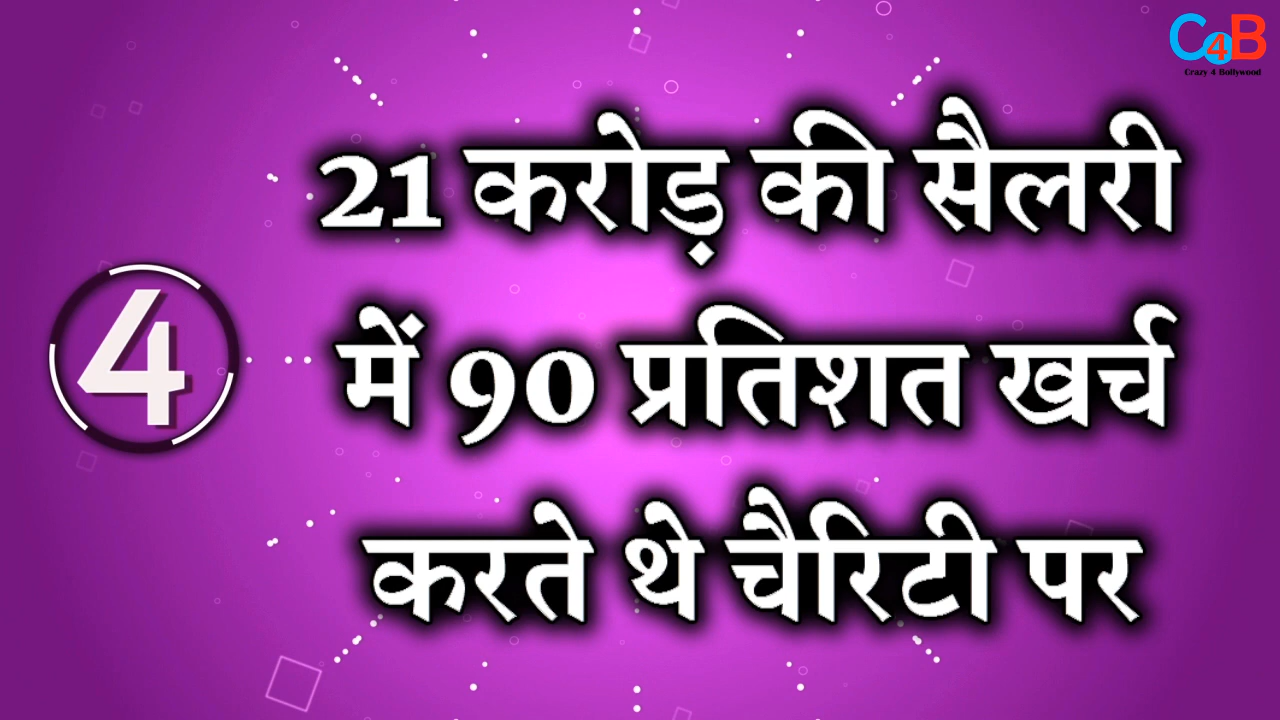 C4B
Crazy 4 Bollywood
4
21 करोड़ की सैलरी
में 90 प्रतिशत खर्च
करते थे चैरिटी पर